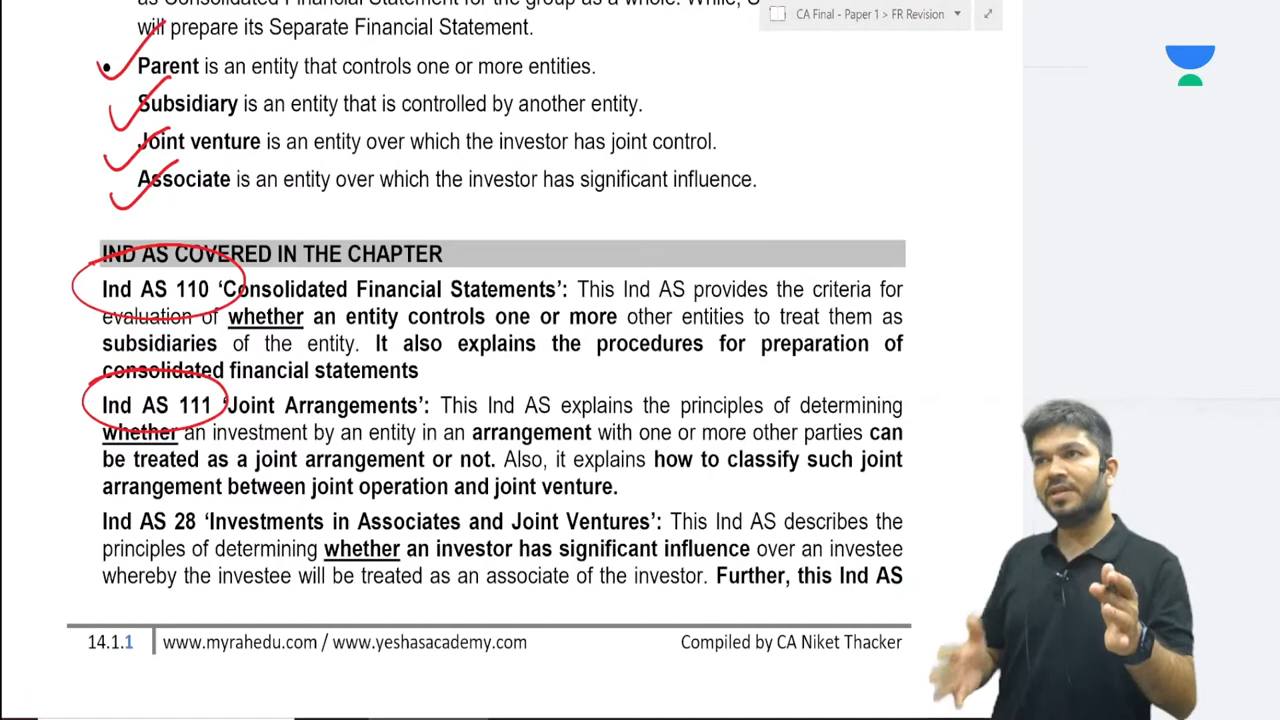 as Consolidated Financial Statement for the group as a whole. While,
CA Final - Paper 1 > FR Revision
will prepare its Separate Financial Statement.
• Parent is an entity that controls one or more entities.
Subsidiary is an entity that is controlled by another entity.
Joint venture is an entity over which the investor has joint control.
Associate is an entity over which the investor has significant influence.
IND AS COVERED IN THE CHAPTER
Ind AS 110 ‘Consolidated Financial Statements’: This Ind AS provides the criteria for
evaluation of whether an entity controls one or more other entities to treat them as
subsidiaries of the entity. It also explains the procedures for preparation of
consolidated financial statements
Ind AS 111 ‘Joint Arrangements’: This Ind AS explains the principles of determining
whether an investment by an entity in an arrangement with one or more other parties can
be treated as a joint arrangement or not. Also, it explains how to classify such joint
arrangement between joint operation and joint venture.
Ind AS 28 ‘Investments in Associates and Joint Ventures’: This Ind AS describes the
principles of determining whether an investor has significant influence over an investee
whereby the investee will be treated as an associate of the investor. Further, this Ind AS
14.1.1 www.myrahedu.com / www.yeshasacademy.com Compiled by CA Niket Thacker